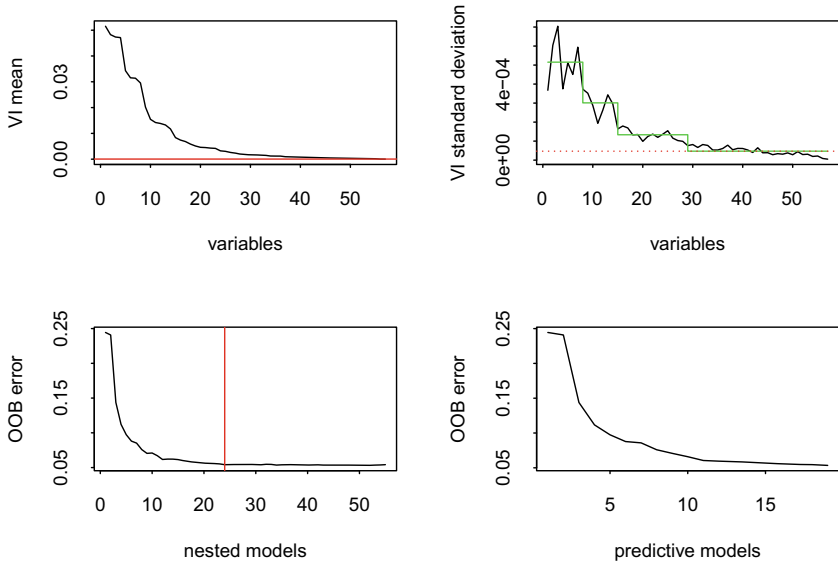 VI mean
0.00
0.03
0 10 20 30 40 50
variables
VI standard deviation
0e+00
4e−04
0 10 20 30 40 50
variables
OOB error
0.05
0.15
0.25
0 10 20 30 40 50
nested models
OOB error
0.05
0.15
0.25
5 10 15
predictive models